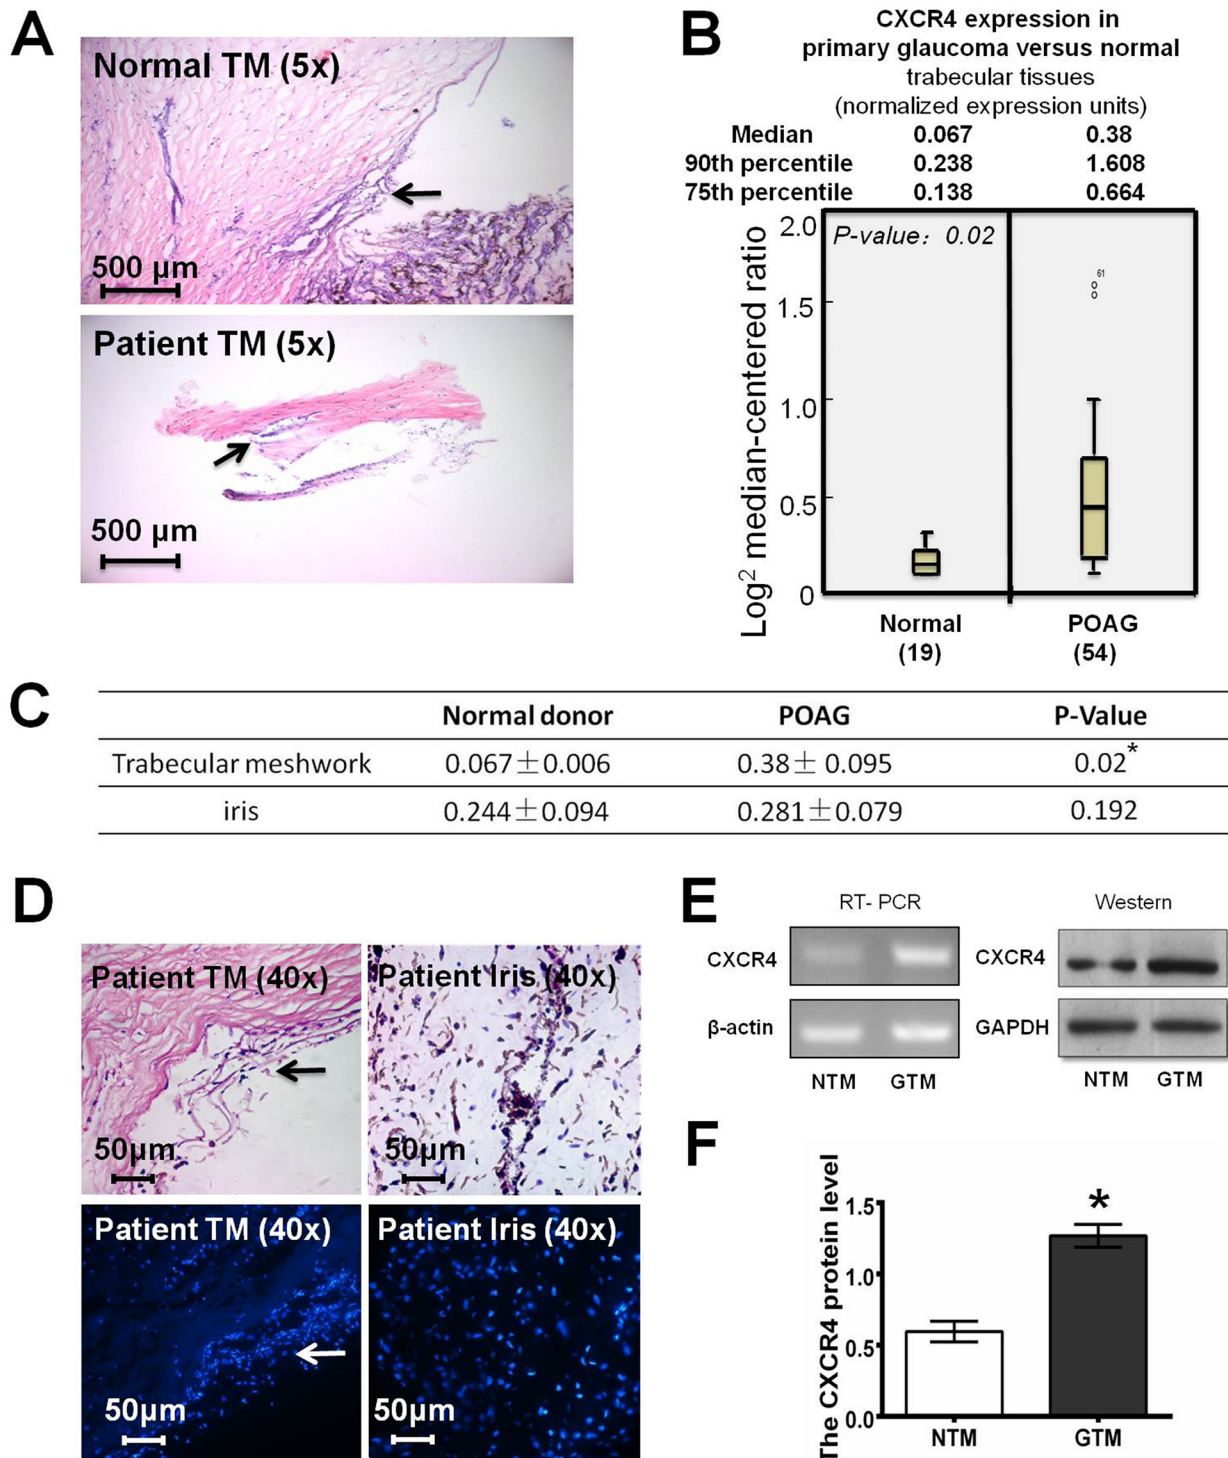 A
Normal TM (5x)
500 µm
Patient TM (5x)
500 µm
B
CXCR4 expression in
primary glaucoma versus normal
trabecular tissues
(normalized expression units)
Median 0.067 0.38
90th percentile 0.238 1.608
75th percentile 0.138 0.664
P-value: 0.02
2.0
1.5
1.0
0.5
0
61
Log² median-centered ratio
Normal POAG
(19) (54)
C
Normal donor POAG P-Value
Trabecular meshwork 0.067±0.006 0.38± 0.095 0.02*
iris 0.244±0.094 0.281±0.079 0.192
D
Patient TM (40x)
50µm
Patient Iris (40x)
50µm
Patient TM (40x)
50µm
Patient Iris (40x)
50µm
E
RT- PCR Western
CXCR4 CXCR4
β-actin GAPDH
NTM GTM NTM GTM
F
The CXCR4 protein level
1.5
1.0
0.5
0.0
*
NTM GTM